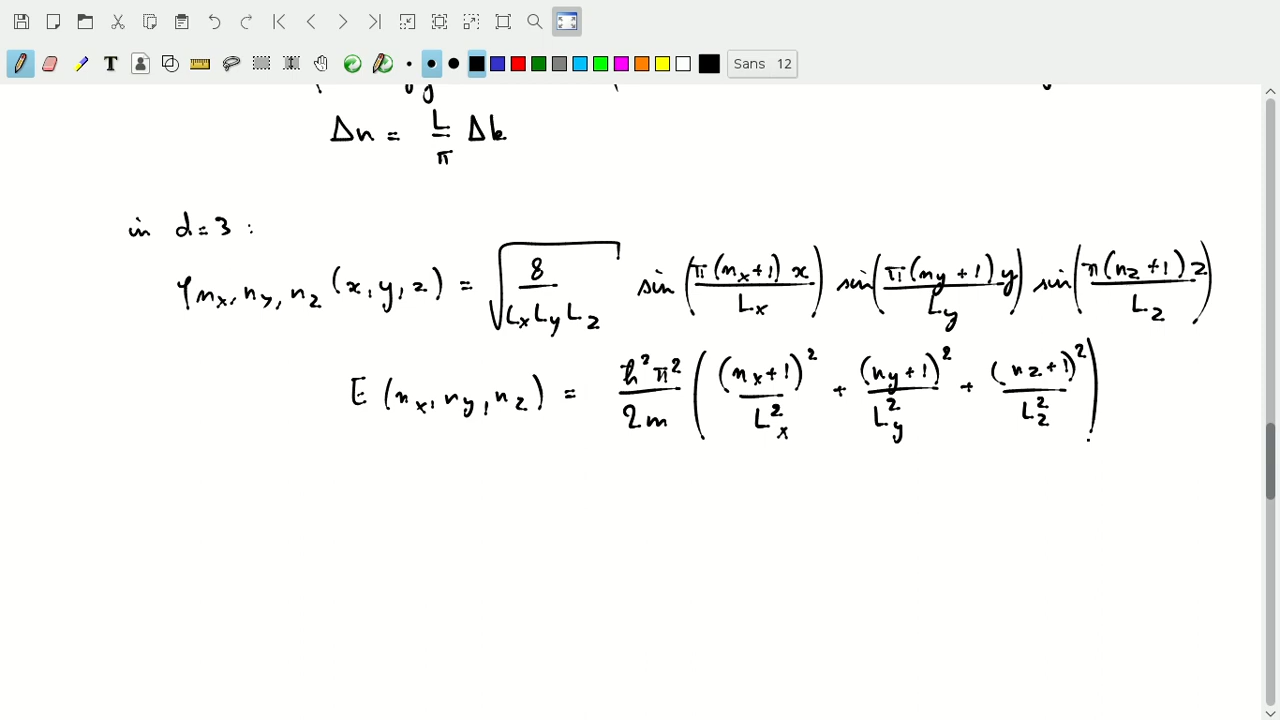 T Sans 12
Δn = L/π Δk
in d=3 :
φ_{nx, ny, nz} (x, y, z) = √(8/(Lx Ly Lz)) sin(π(nx+1)x/Lx) sin(π(ny+1)y/Ly) sin(π(nz+1)z/Lz)
E (nx, ny, nz) = ℏ²π²/2m ((nx+1)²/Lx² + (ny+1)²/Ly² + (nz+1)²/Lz²)